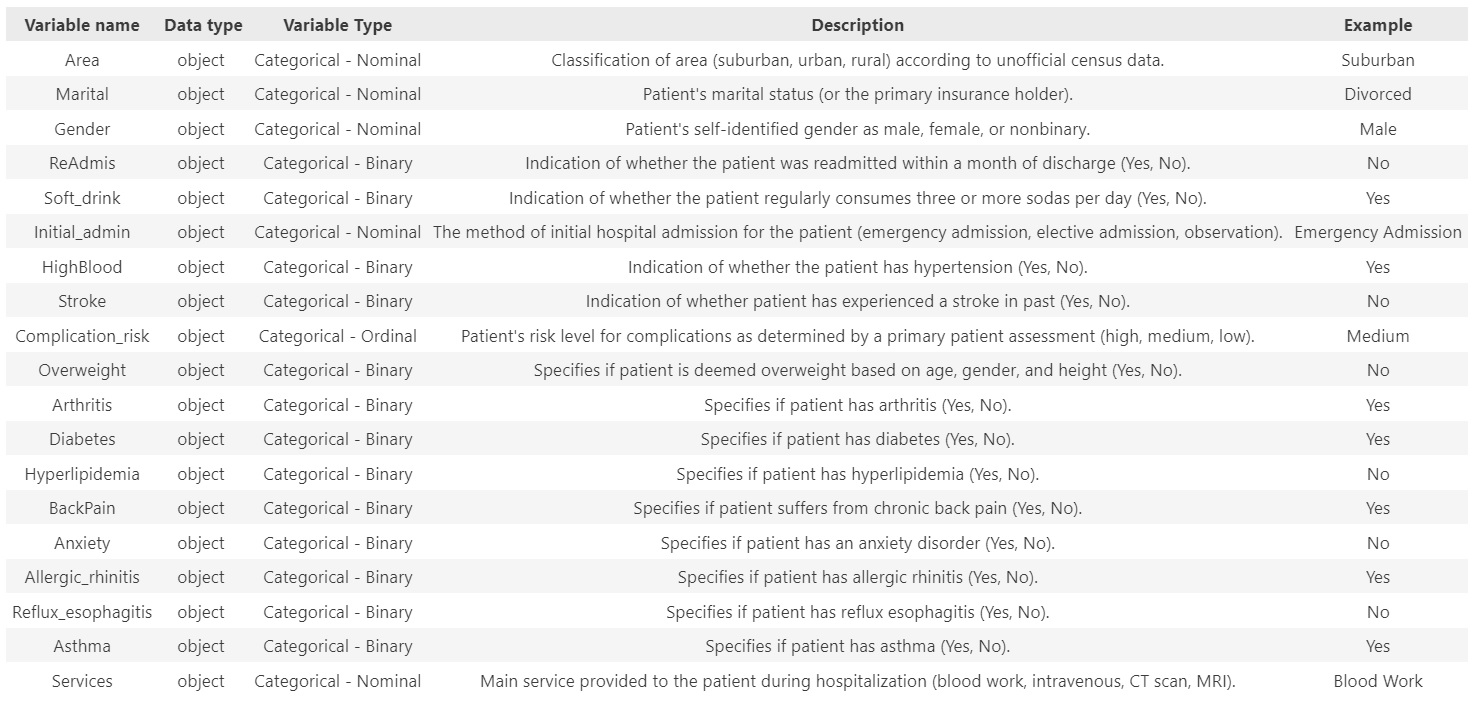 Variable name Data type Variable Type Description Example
Area object Categorical - Nominal Classification of area (suburban, urban, rural) according to unofficial census data. Suburban
Marital object Categorical - Nominal Patient's marital status (or the primary insurance holder). Divorced
Gender object Categorical - Nominal Patient's self-identified gender as male, female, or nonbinary. Male
ReAdmis object Categorical - Binary Indication of whether the patient was readmitted within a month of discharge (Yes, No). No
Soft_drink object Categorical - Binary Indication of whether the patient regularly consumes three or more sodas per day (Yes, No). Yes
Initial_admin object Categorical - Nominal The method of initial hospital admission for the patient (emergency admission, elective admission, observation). Emergency Admission
HighBlood object Categorical - Binary Indication of whether the patient has hypertension (Yes, No). Yes
Stroke object Categorical - Binary Indication of whether patient has experienced a stroke in past (Yes, No). No
Complication_risk object Categorical - Ordinal Patient's risk level for complications as determined by a primary patient assessment (high, medium, low). Medium
Overweight object Categorical - Binary Specifies if patient is deemed overweight based on age, gender, and height (Yes, No). No
Arthritis object Categorical - Binary Specifies if patient has arthritis (Yes, No). Yes
Diabetes object Categorical - Binary Specifies if patient has diabetes (Yes, No). Yes
Hyperlipidemia object Categorical - Binary Specifies if patient has hyperlipidemia (Yes, No). No
BackPain object Categorical - Binary Specifies if patient suffers from chronic back pain (Yes, No). Yes
Anxiety object Categorical - Binary Specifies if patient has an anxiety disorder (Yes, No). No
Allergic_rhinitis object Categorical - Binary Specifies if patient has allergic rhinitis (Yes, No). Yes
Reflux_esophagitis object Categorical - Binary Specifies if patient has reflux esophagitis (Yes, No). No
Asthma object Categorical - Binary Specifies if patient has asthma (Yes, No). Yes
Services object Categorical - Nominal Main service provided to the patient during hospitalization (blood work, intravenous, CT scan, MRI). Blood Work